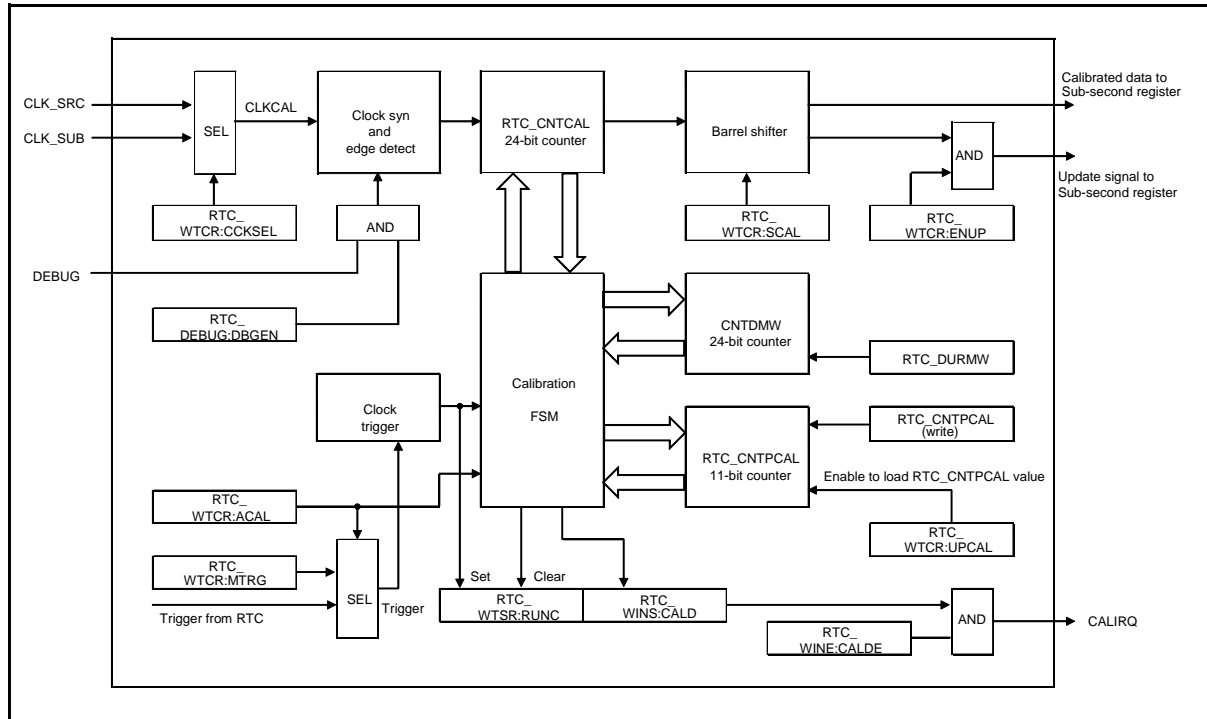 CLK_SRC
CLK_SUB
SEL
CLKCAL
Clock syn
and
edge detect
RTC_CNTCAL
24-bit counter
Barrel shifter
Calibrated data to
Sub-second register
AND
Update signal to
Sub-second register
RTC_
WTCR:CCKSEL
AND
RTC_
WTCR:SCAL
RTC_
WTCR:ENUP
DEBUG
RTC_
DEBUG:DBGEN
CNTDMW
24-bit counter
RTC_DURMW
Calibration
FSM
Clock
trigger
RTC_CNTPCAL
11-bit counter
RTC_CNTPCAL
(write)
Enable to load RTC_CNTPCAL value
RTC_
WTCR:ACAL
RTC_
WTCR:UPCAL
RTC_
WTCR:MTRG
SEL
Trigger from RTC
Trigger
Set
Clear
RTC_
WTSR:RUNC
RTC_
WINS:CALD
RTC_
WINE:CALDE
AND
CALIRQ